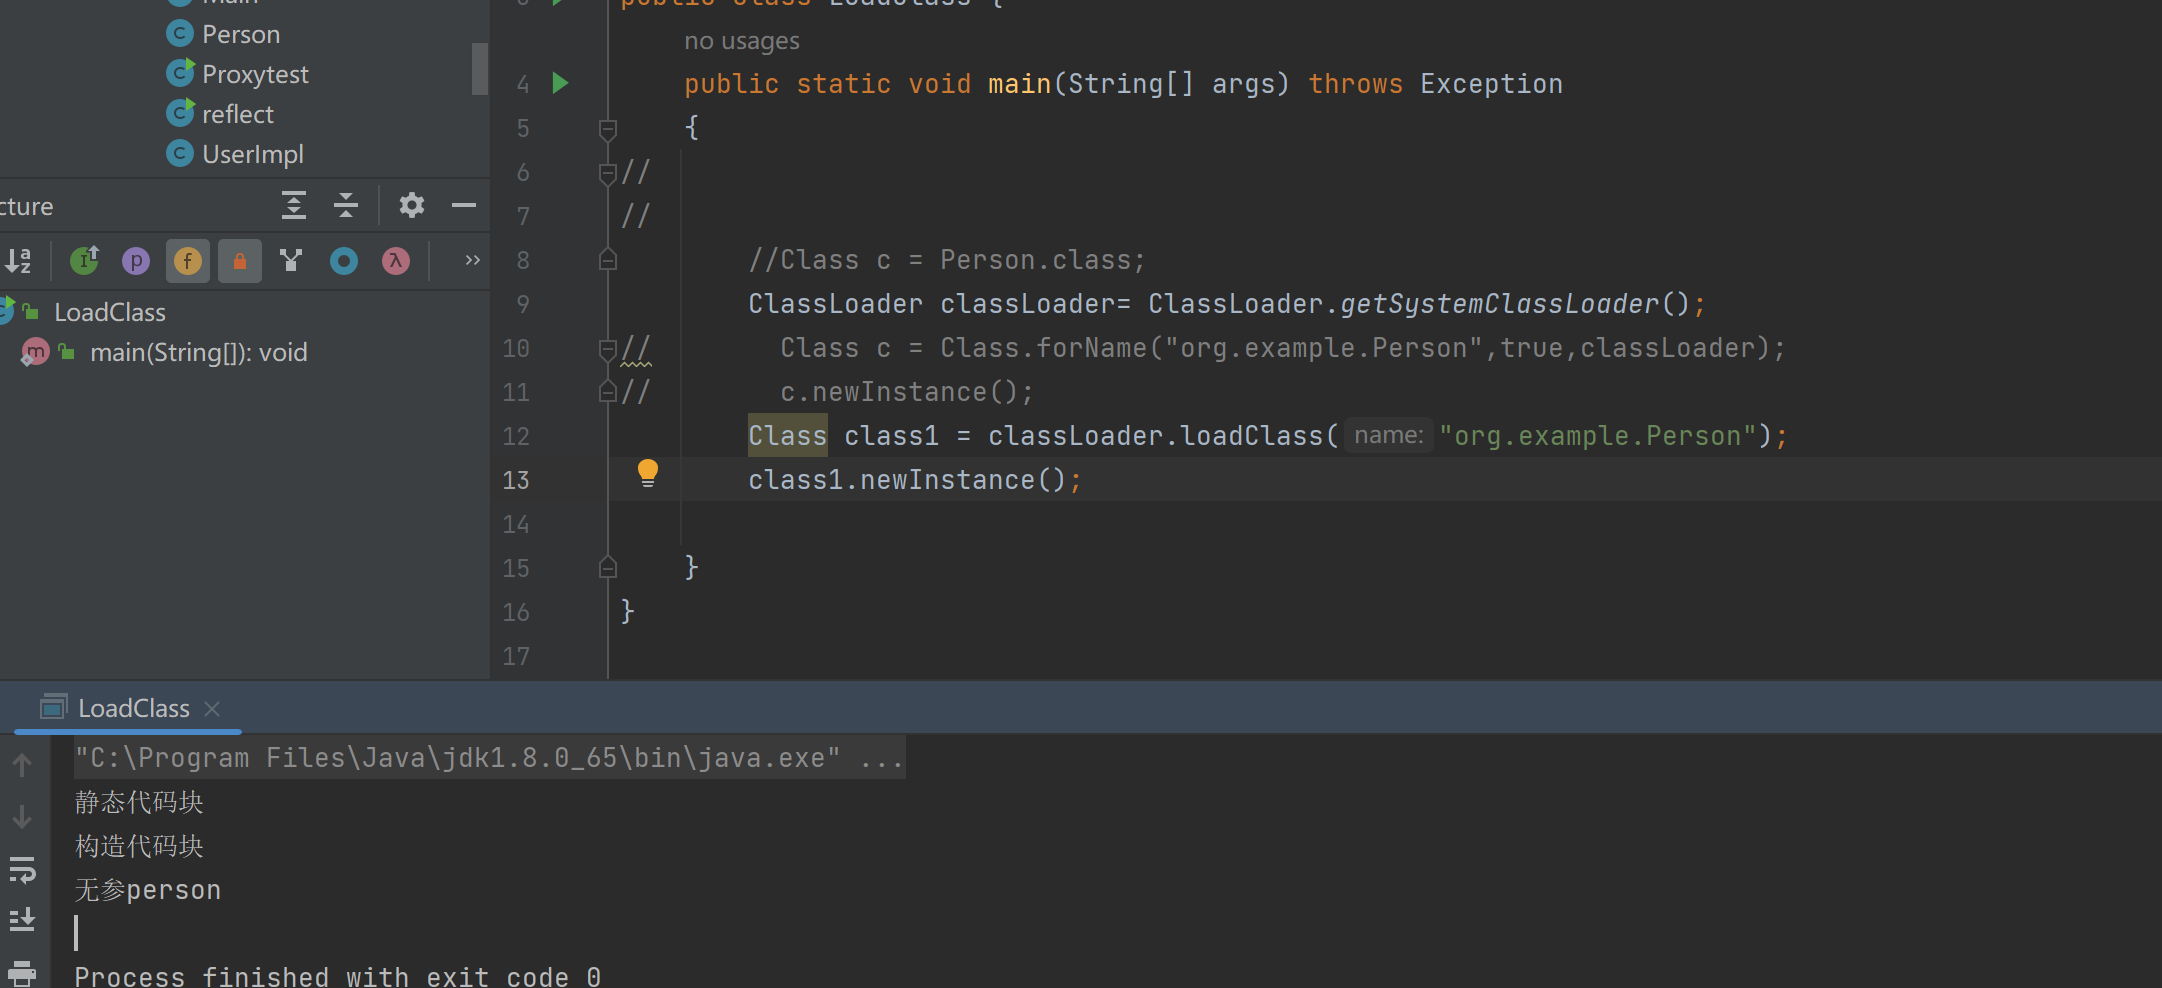 Main
Person
Proxytest
reflect
UserImpl
cture
LoadClass
main(String[]): void
3 public class LoadClass {
no usages
4 public static void main(String[] args) throws Exception
5 {
6 //
7 //
8 //Class c = Person.class;
9 ClassLoader classLoader= ClassLoader.getSystemClassLoader();
10 // Class c = Class.forName("org.example.Person",true,classLoader);
11 // c.newInstance();
12 Class class1 = classLoader.loadClass( name: "org.example.Person");
13 class1.newInstance();
14
15 }
16 }
17
LoadClass
"C:\Program Files\Java\jdk1.8.0_65\bin\java.exe" ...
静态代码块
构造代码块
无参person
Process finished with exit code 0